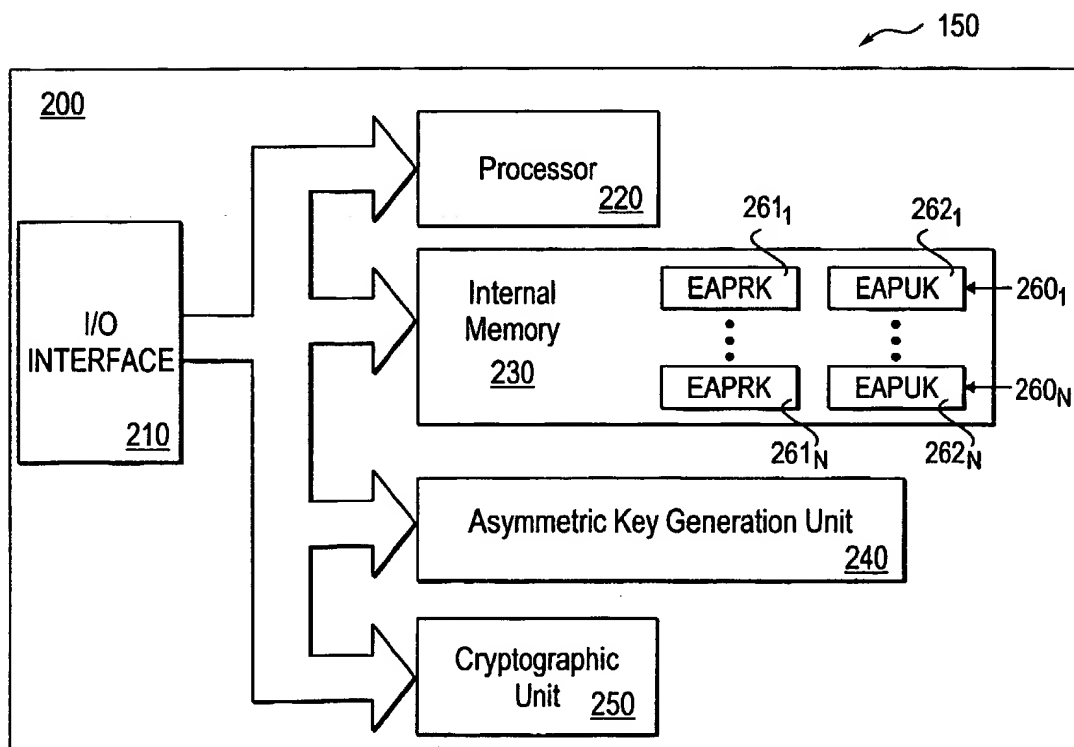 150
200
Processor
220
I/O
INTERFACE
210
Internal
Memory
230
261₁
262₁
EAPRK
EAPUK
260₁
EAPRK
EAPUK
260N
261N
262N
Asymmetric Key Generation Unit
240
Cryptographic
Unit
250